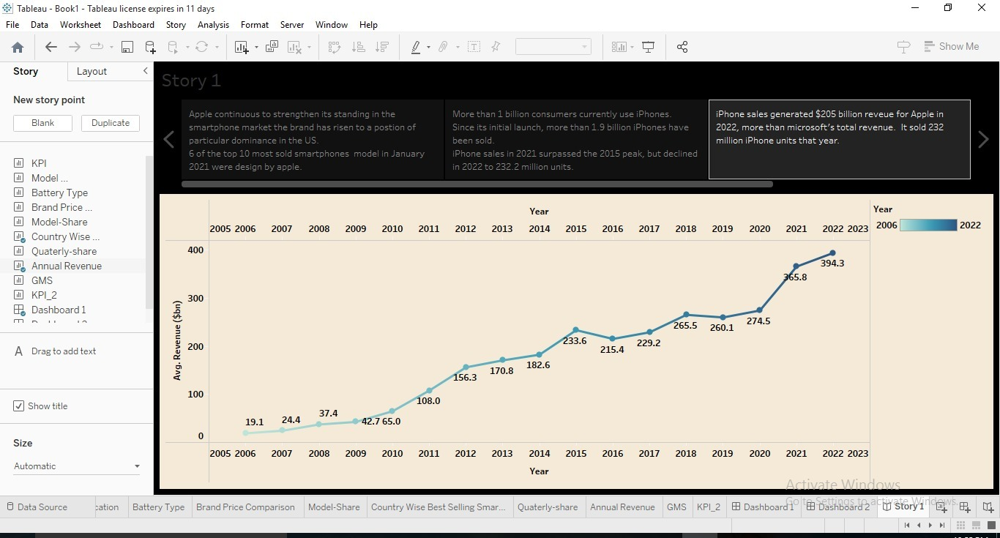 Tableau - Book1 - Tableau license expires in 11 days
File Data Worksheet Dashboard Story Analysis Format Server Window Help
Show Me
Story Layout
New story point
Blank Duplicate
KPI
Model ...
Battery Type
Brand Price ...
Model-Share
Country Wise ...
Quaterly-share
Annual Revenue
GMS
KPI_2
Dashboard 1
Drag to add text
Show title
Size
Automatic
Story 1
Apple continuous to strengthen its standing in the
smartphone market the brand has risen to a postion of
particular dominance in the US.
6 of the top 10 most sold smartphones model in January
2021 were design by apple.
More than 1 billion consumers currently use iPhones.
Since its initial launch, more than 1.9 billion iPhones have
been sold.
iPhone sales in 2021 surpassed the 2015 peak, but declined
in 2022 to 232.2 million units.
iPhone sales generated $205 billion reveue for Apple in
2022, more than microsoft's total revenue. It sold 232
million iPhone units that year.
Year
2005 2006 2007 2008 2009 2010 2011 2012 2013 2014 2015 2016 2017 2018 2019 2020 2021 2022 2023
Year
2006 2022
Avg. Revenue ($bn)
400
300
200
100
0
19.1
24.4
37.4
42.7
65.0
108.0
156.3
170.8
182.6
233.6
215.4
229.2
265.5
260.1
274.5
365.8
394.3
2005 2006 2007 2008 2009 2010 2011 2012 2013 2014 2015 2016 2017 2018 2019 2020 2021 2022 2023
Year
Activate Windows
Go to Settings to activate Windows.
Data Source cation Battery Type Brand Price Comparison Model-Share Country Wise Best Selling Smar... Quaterly-share Annual Revenue GMS KPI_2 Dashboard 1 Dashboard 2 Story 1